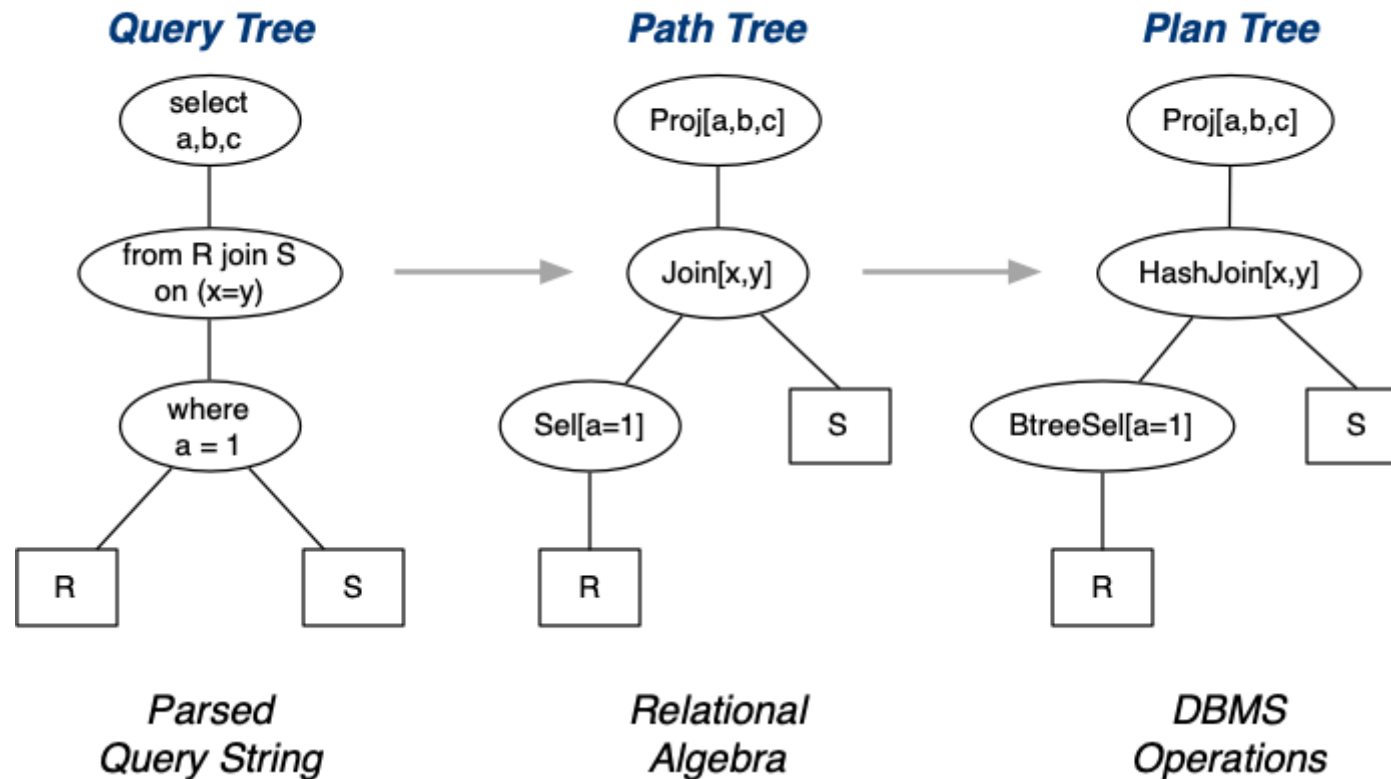 Query Tree
Path Tree
Plan Tree
select
a,b,c
Proj[a,b,c]
Proj[a,b,c]
from R join S
on (x=y)
Join[x,y]
HashJoin[x,y]
where
a = 1
Sel[a=1]
S
BtreeSel[a=1]
S
R
S
R
R
Parsed
Query String
Relational
Algebra
DBMS
Operations